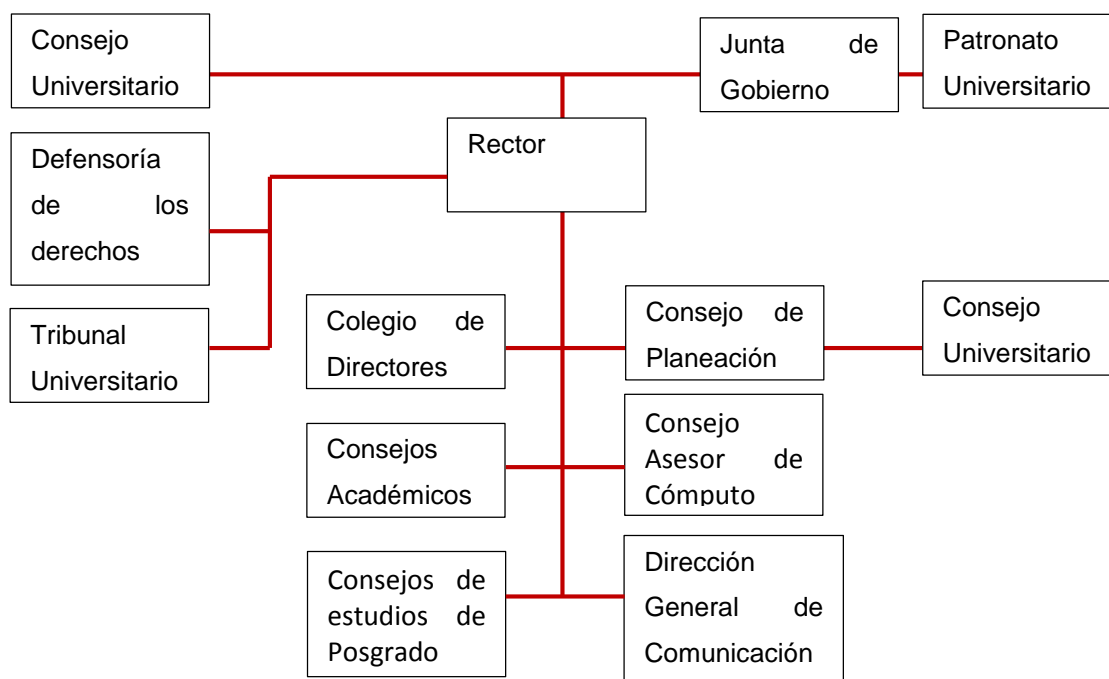 Consejo
Universitario
Junta de
Gobierno
Patronato
Universitario
Rector
Defensoría
de los
derechos
Tribunal
Universitario
Colegio de
Directores
Consejo de
Planeación
Consejo
Universitario
Consejos
Académicos
Consejo
Asesor de
Cómputo
Consejos de
estudios de
Posgrado
Dirección
General de
Comunicación